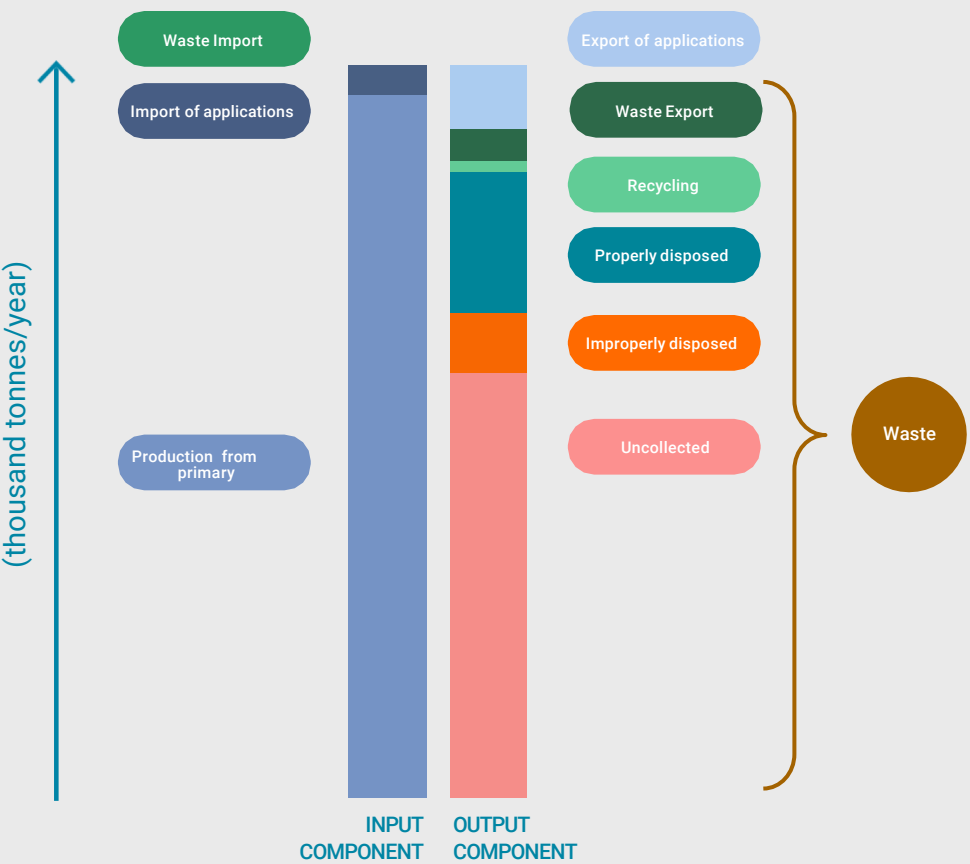 Waste Import
Export of applications
Import of applications
Waste Export
Recycling
Properly disposed
Improperly disposed
Uncollected
Production from
primary
Waste
(thousand tonnes/year)
INPUT
COMPONENT
OUTPUT
COMPONENT